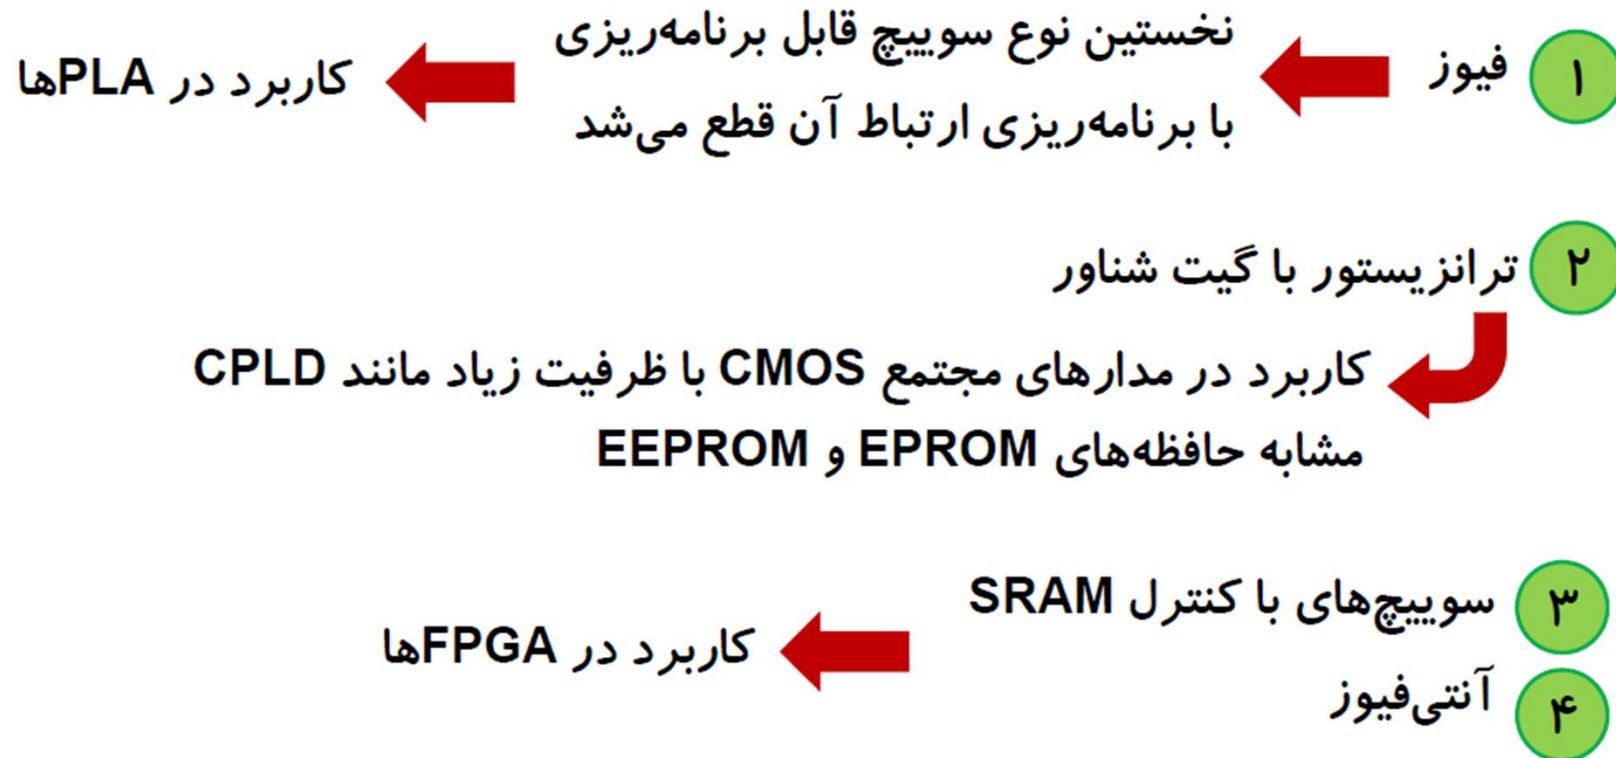 ۱ فیوز
نخستین نوع سوییچ قابل برنامه‌ریزی
با برنامه‌ریزی ارتباط آن قطع می‌شد
کاربرد در PLAها
۲ ترانزیستور با گیت شناور
کاربرد در مدارهای مجتمع CMOS با ظرفیت زیاد مانند CPLD
مشابه حافظه‌های EPROM و EEPROM
۳ سوییچ‌های با کنترل SRAM
۴ آنتی‌فیوز
کاربرد در FPGAها